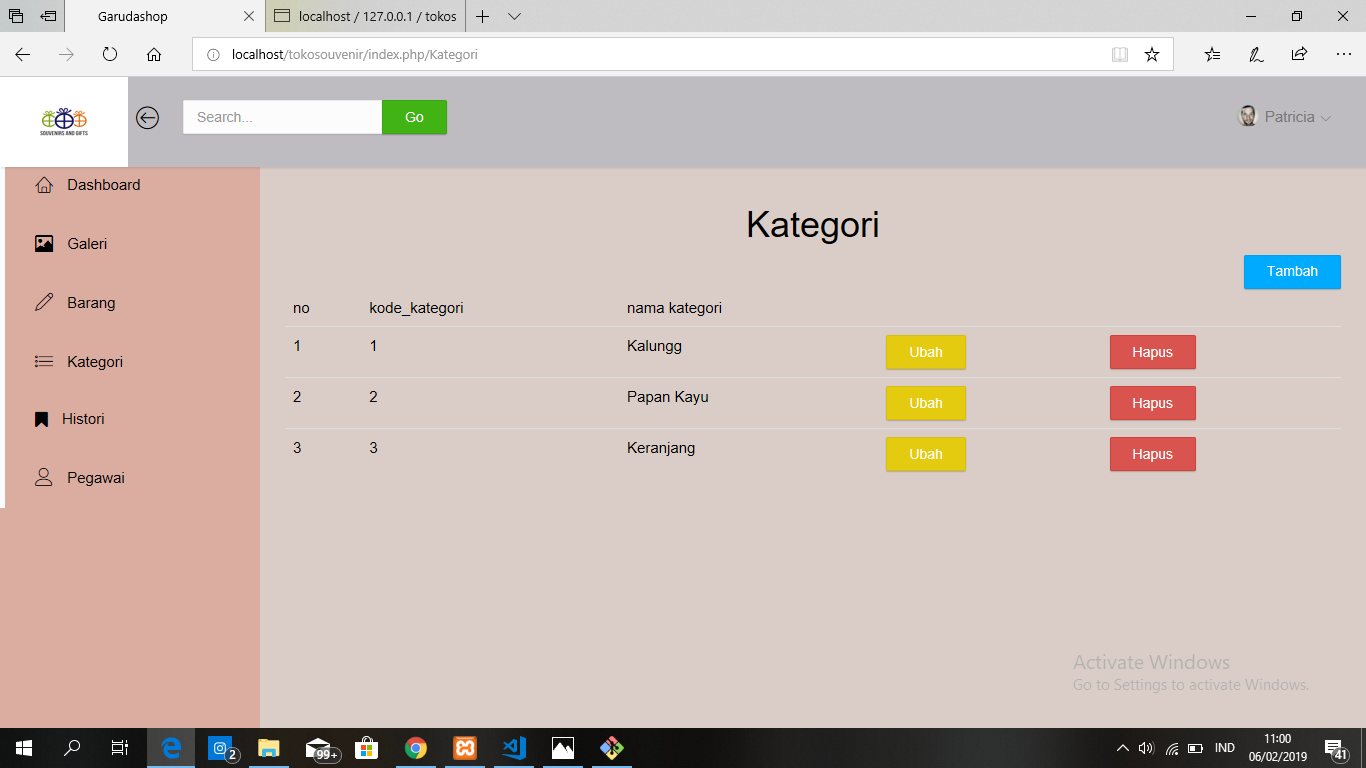 Garudashop
localhost / 127.0.0.1 / tokos
localhost/tokosouvenir/index.php/Kategori
SOUVENIRS AND GIFTS
Search...
Go
Patricia
Dashboard
Galeri
Barang
Kategori
Histori
Pegawai
Kategori
Tambah
no kode_kategori nama kategori
1 1 Kalungg Ubah Hapus
2 2 Papan Kayu Ubah Hapus
3 3 Keranjang Ubah Hapus
Activate Windows
Go to Settings to activate Windows.
2
99+
IND
11:00
06/02/2019
41